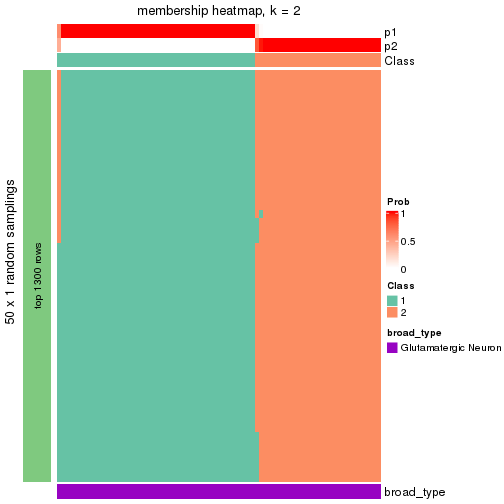 membership heatmap, k = 2
p1
p2
Class
50 x 1 random samplings
top 1300 rows
Prob
1
0.5
0
Class
1
2
broad_type
Glutamatergic Neuron
broad_type